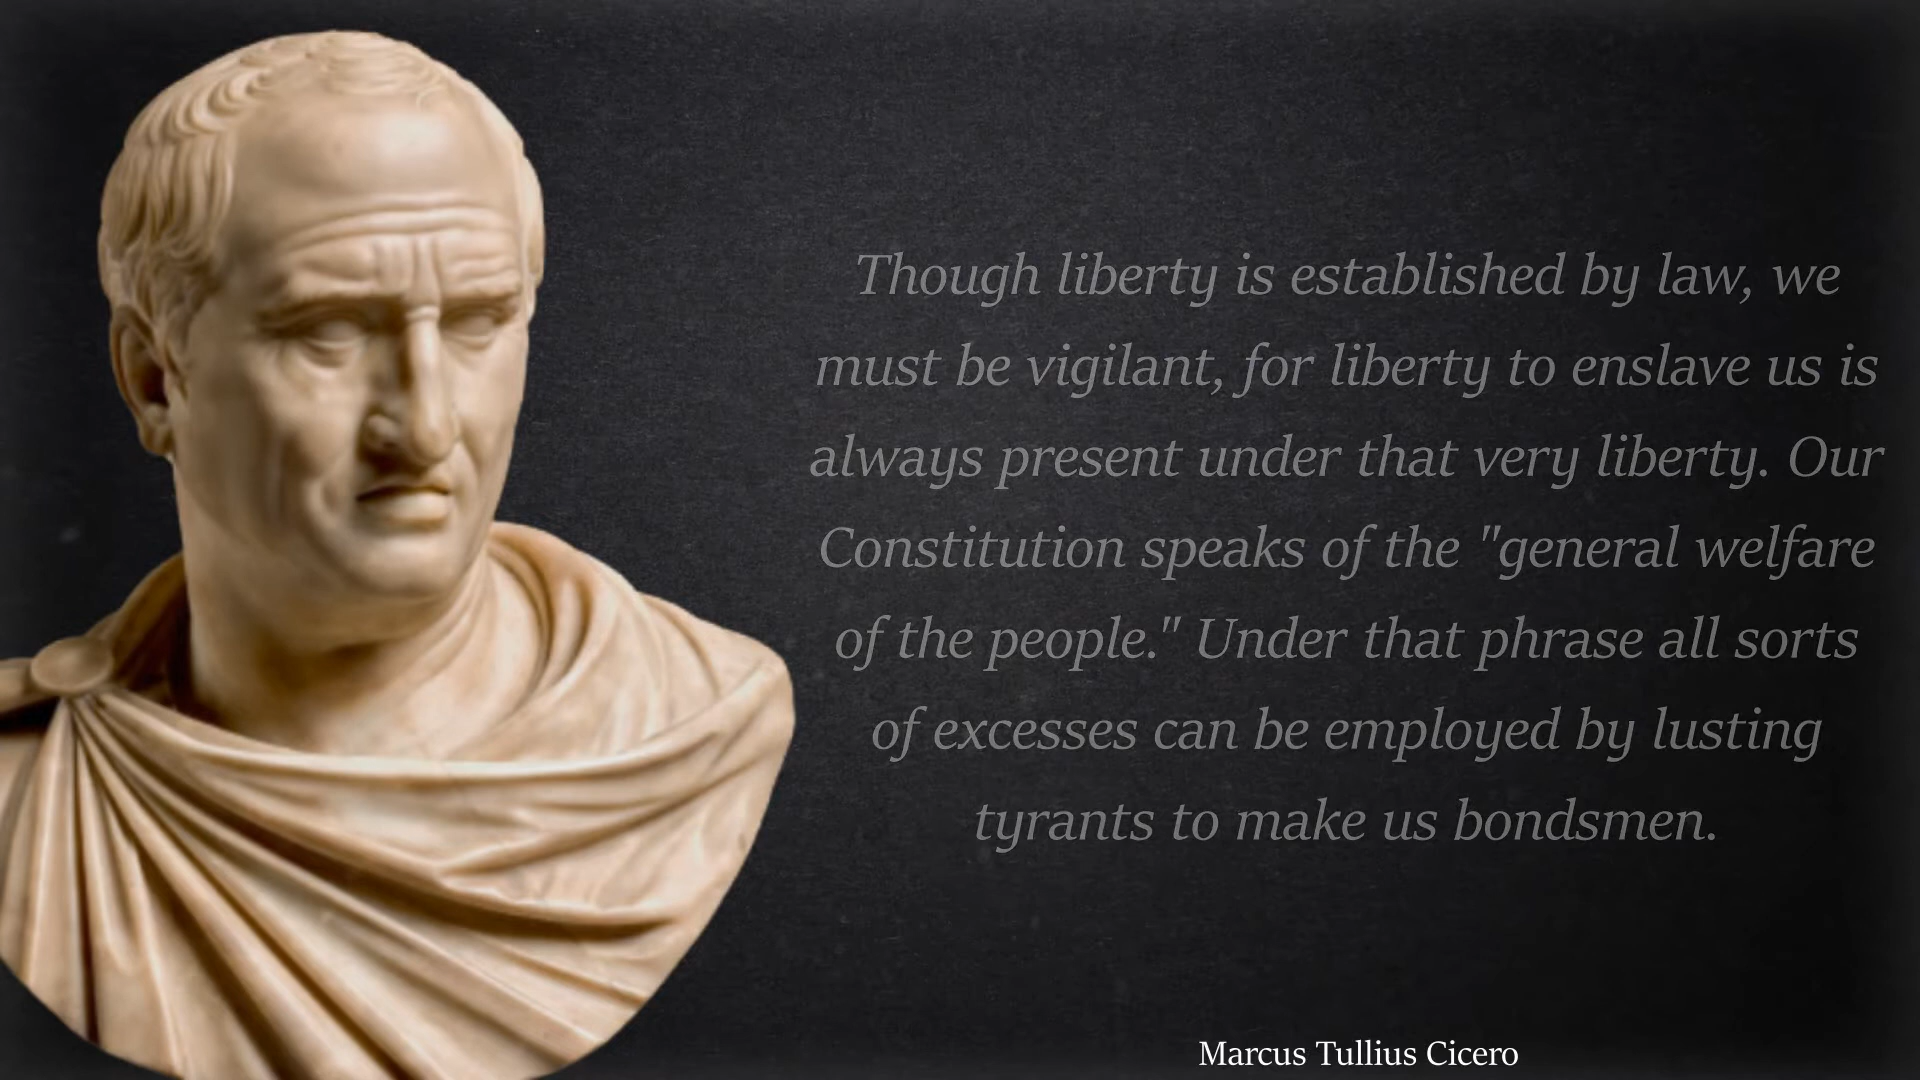 Though liberty is established by law, we
must be vigilant, for liberty to enslave us is
always present under that very liberty. Our
Constitution speaks of the "general welfare
of the people." Under that phrase all sorts
of excesses can be employed by lusting
tyrants to make us bondsmen.
Marcus Tullius Cicero